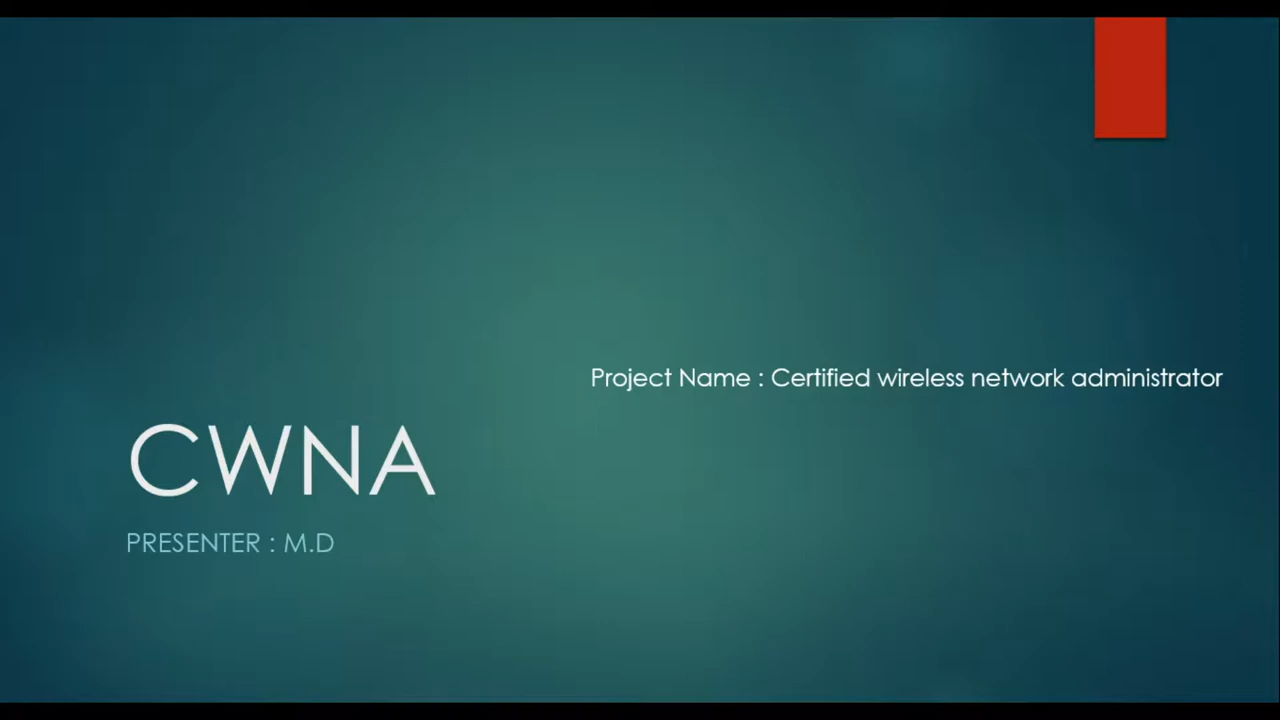 Project Name : Certified wireless network administrator
CWNA
PRESENTER : M.D